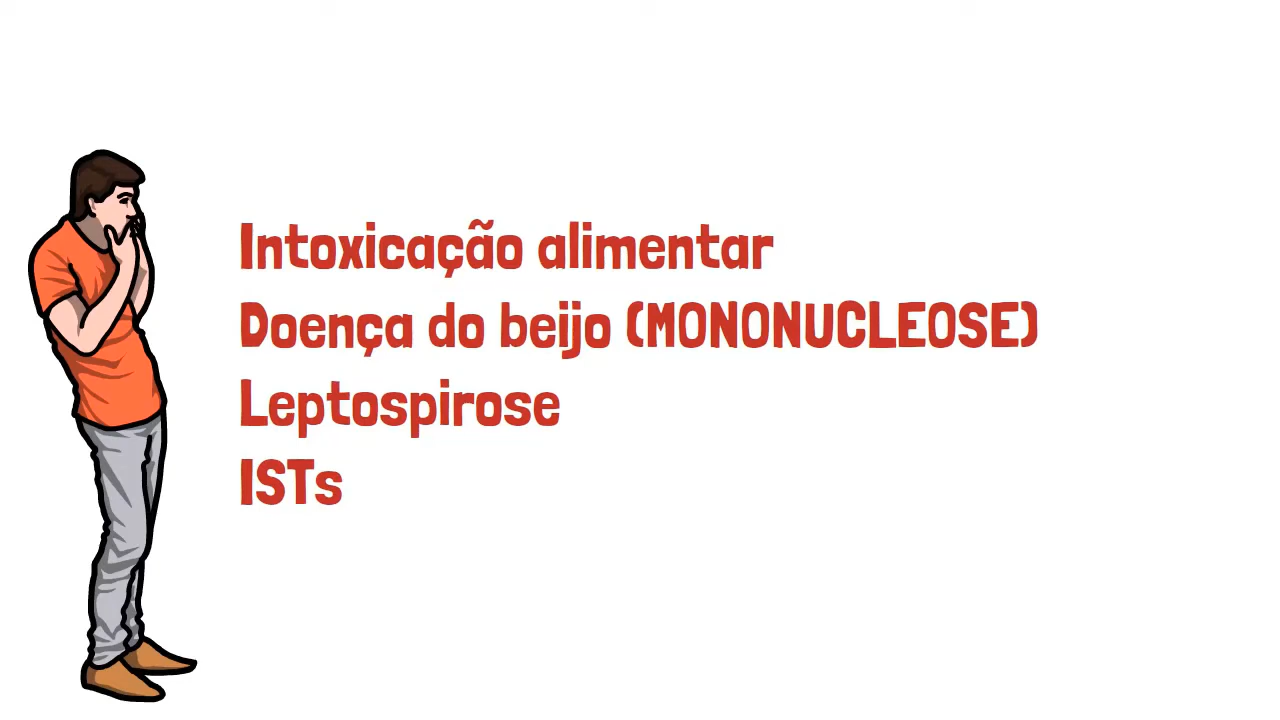 Intoxicação alimentar
Doença do beijo (MONONUCLEOSE)
Leptospirose
ISTs